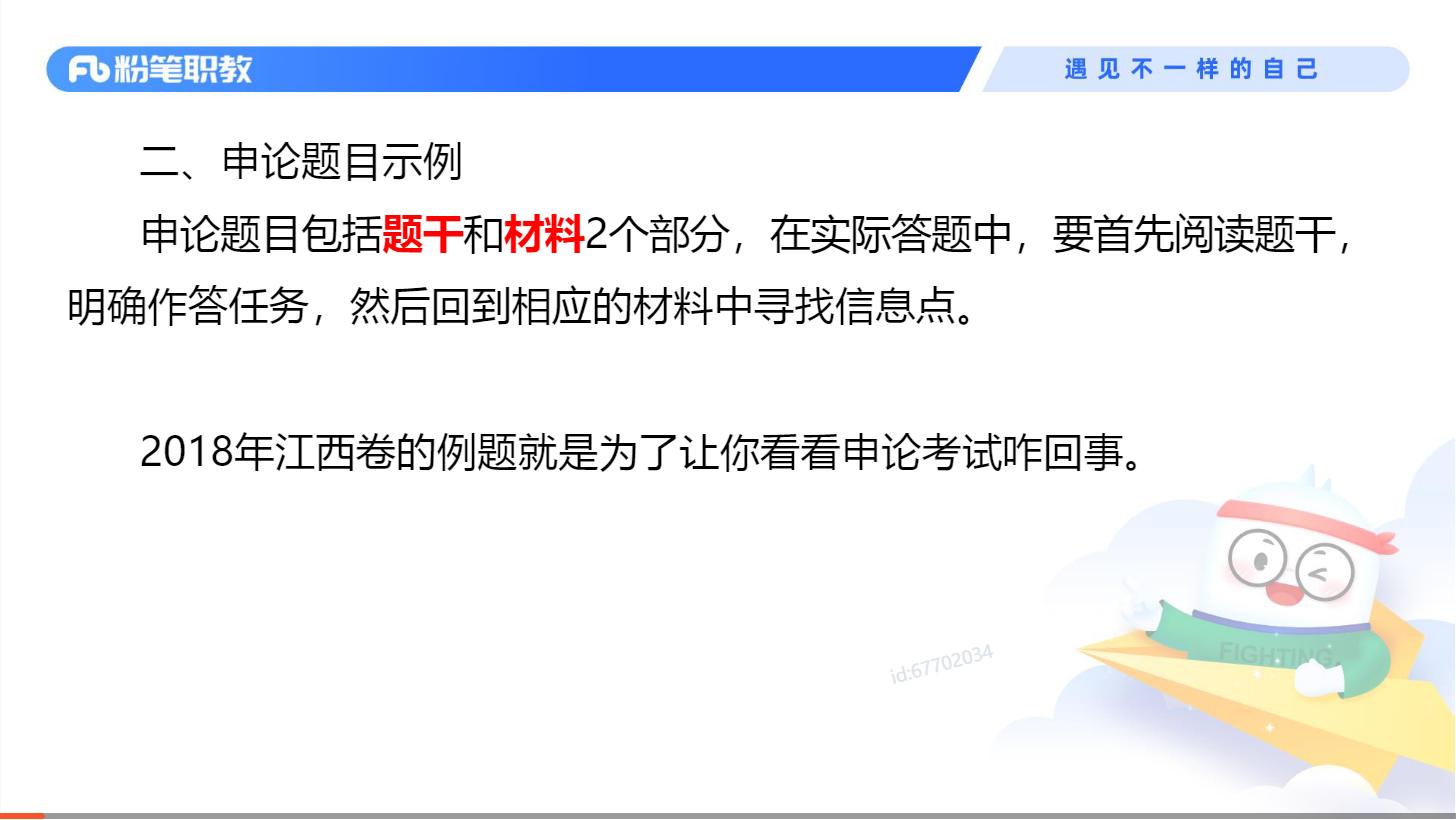 粉笔职教
遇见不一样的自己
二、申论题目示例
申论题目包括题干和材料2个部分，在实际答题中，要首先阅读题干，
明确作答任务，然后回到相应的材料中寻找信息点。
2018年江西卷的例题就是为了让你看看申论考试咋回事。
id:67702034
FIGHTING